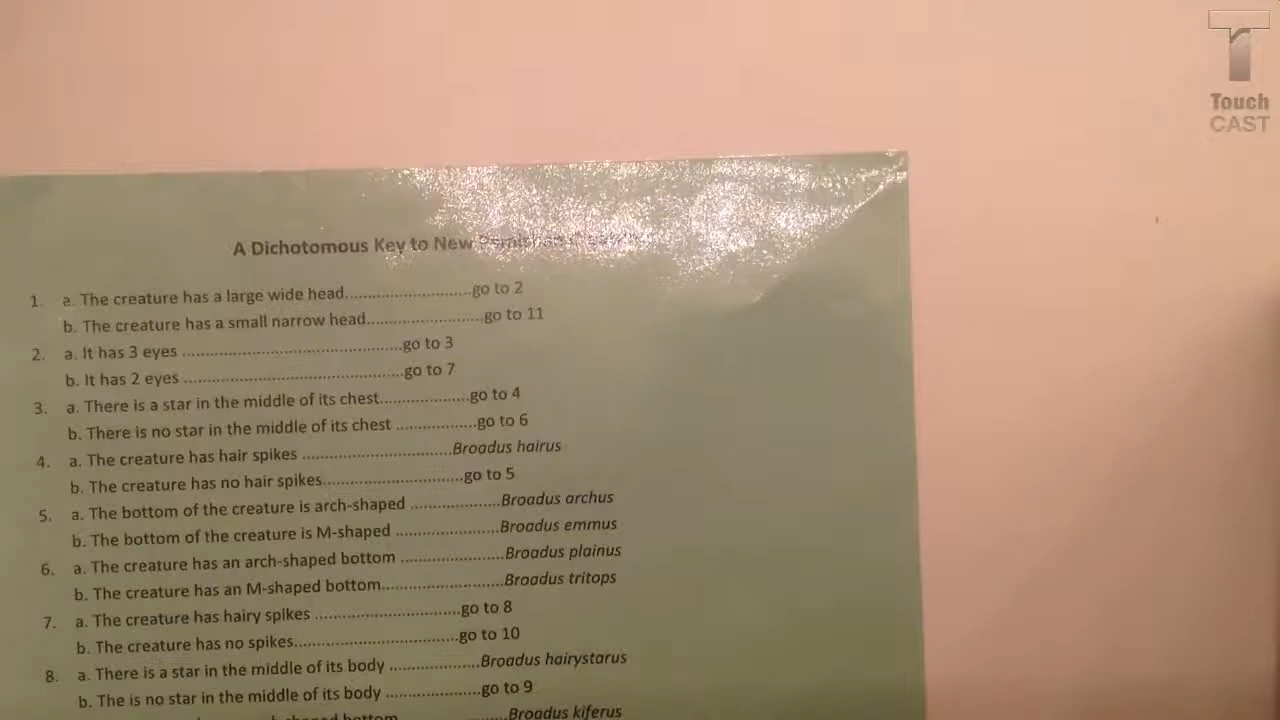 Touch
CAST
A Dichotomous Key to New
1. a. The creature has a large wide head............................go to 2
b. The creature has a small narrow head..........................go to 11
2. a. It has 3 eyes ................................................go to 3
b. It has 2 eyes ................................................go to 7
3. a. There is a star in the middle of its chest....................go to 4
b. There is no star in the middle of its chest ..................go to 6
4. a. The creature has hair spikes .................................Broadus hairus
b. The creature has no hair spikes...............................go to 5
5. a. The bottom of the creature is arch-shaped ....................Broadus archus
b. The bottom of the creature is M-shaped .......................Broadus emmus
6. a. The creature has an arch-shaped bottom .......................Broadus plainus
b. The creature has an M-shaped bottom...........................Broadus tritops
7. a. The creature has hairy spikes ................................go to 8
b. The creature has no spikes....................................go to 10
8. a. There is a star in the middle of its body ....................Broadus hairystarus
b. The is no star in the middle of its body .....................go to 9
bottom ....................Broadus kiferus